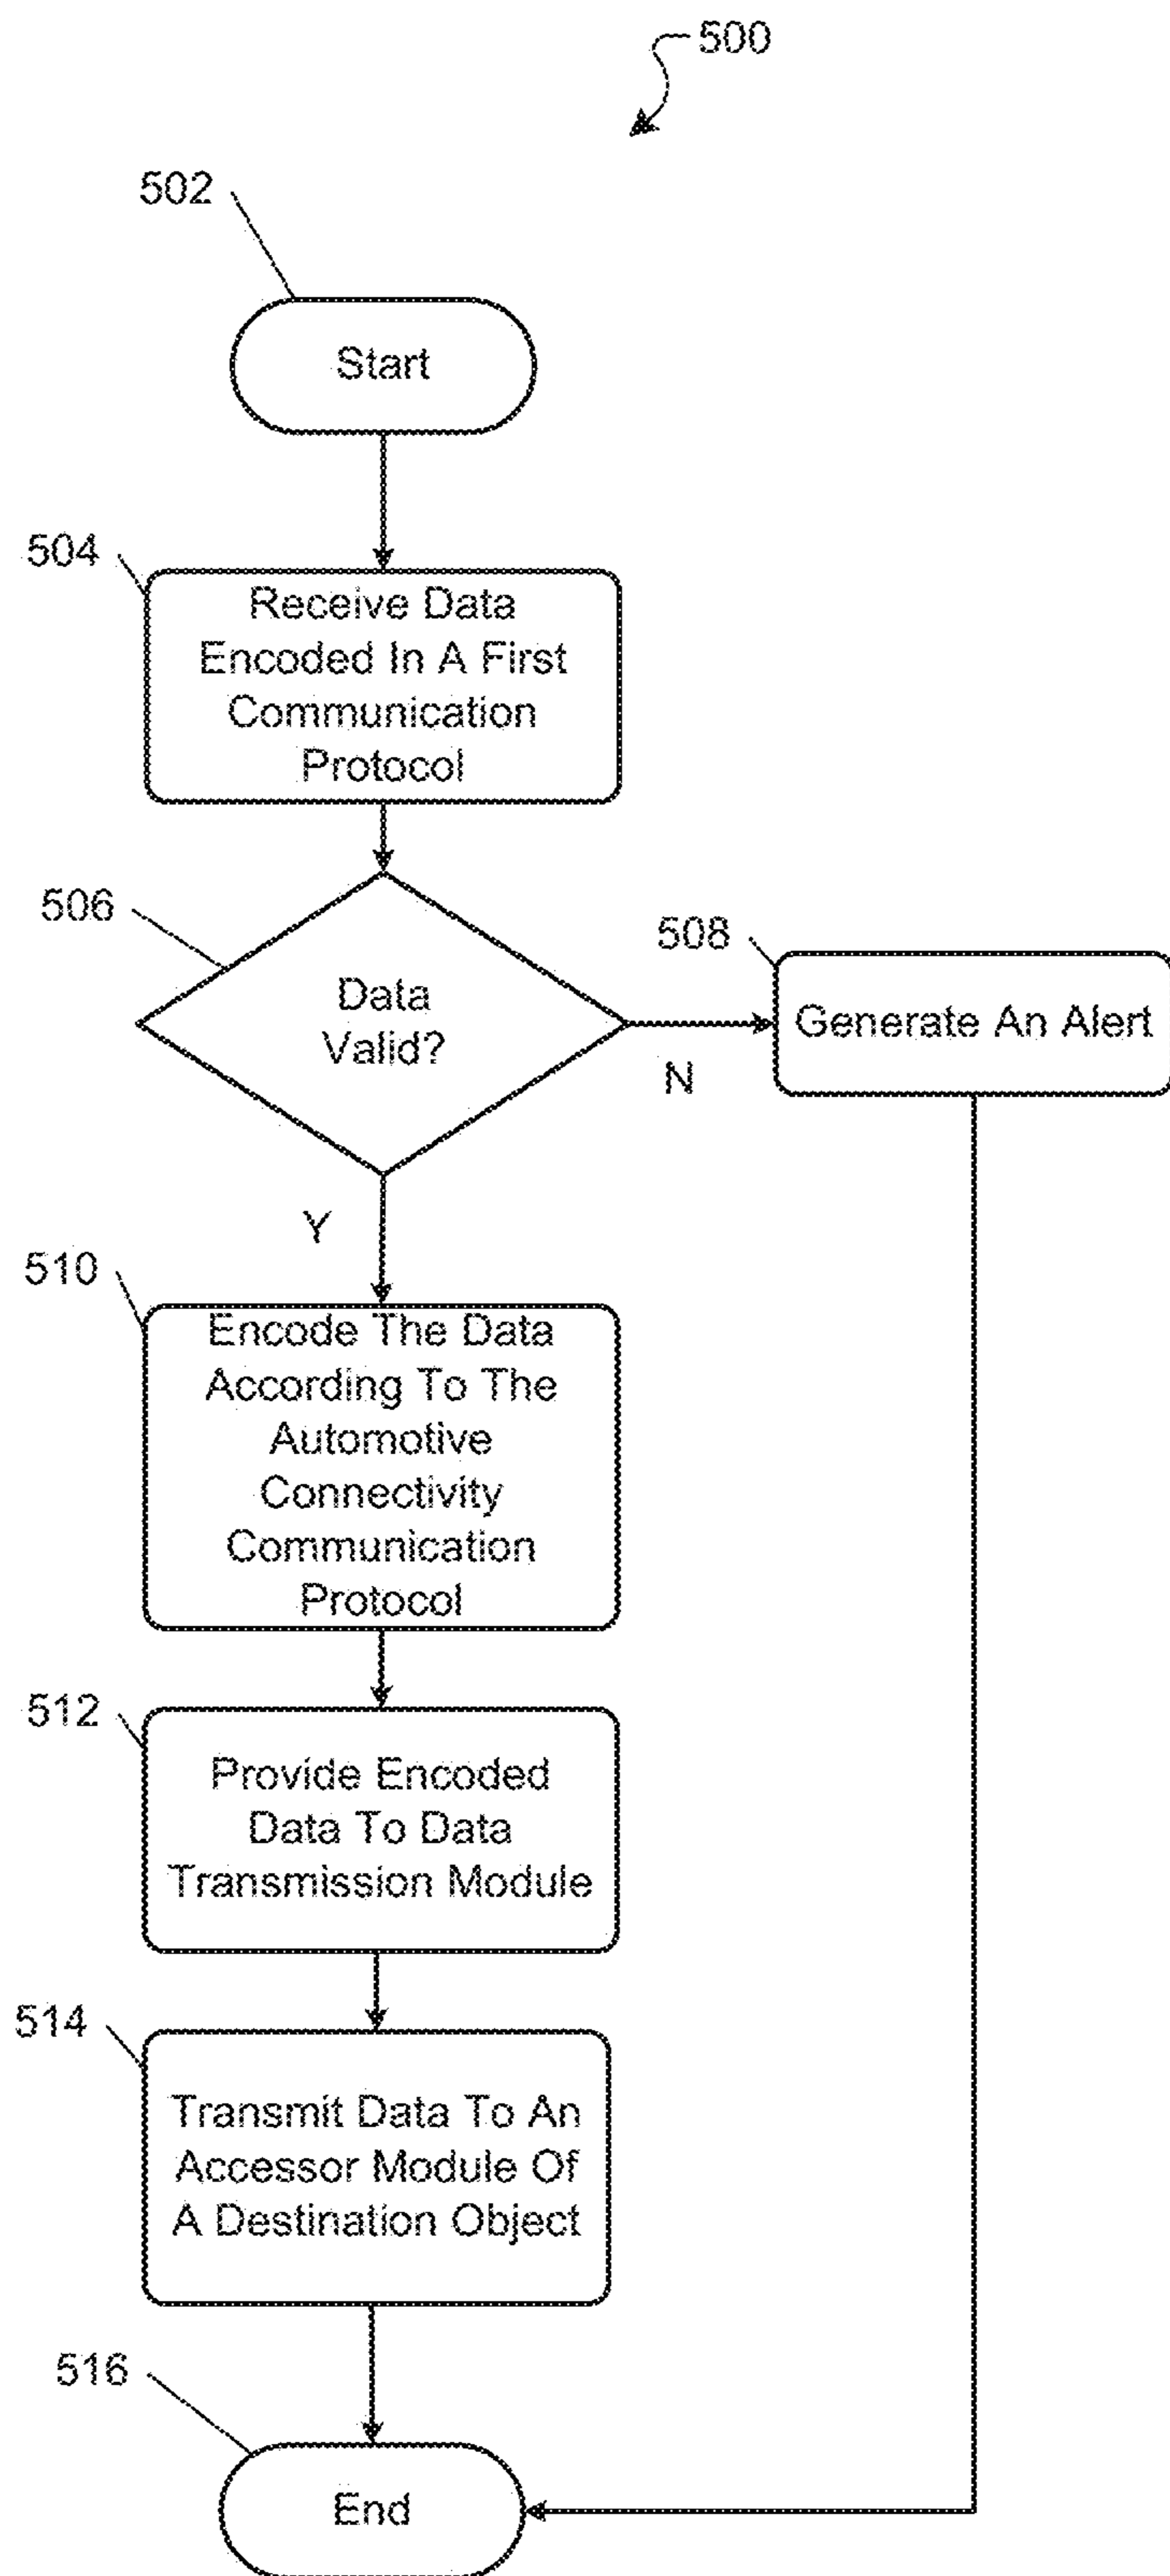 500
502
Start
504
Receive Data
Encoded In A First
Communication
Protocol
506
Data
Valid?
508
Generate An Alert
N
Y
510
Encode The Data
According To The
Automotive
Connectivity
Communication
Protocol
512
Provide Encoded
Data To Data
Transmission Module
514
Transmit Data To An
Accessor Module Of
A Destination Object
516
End